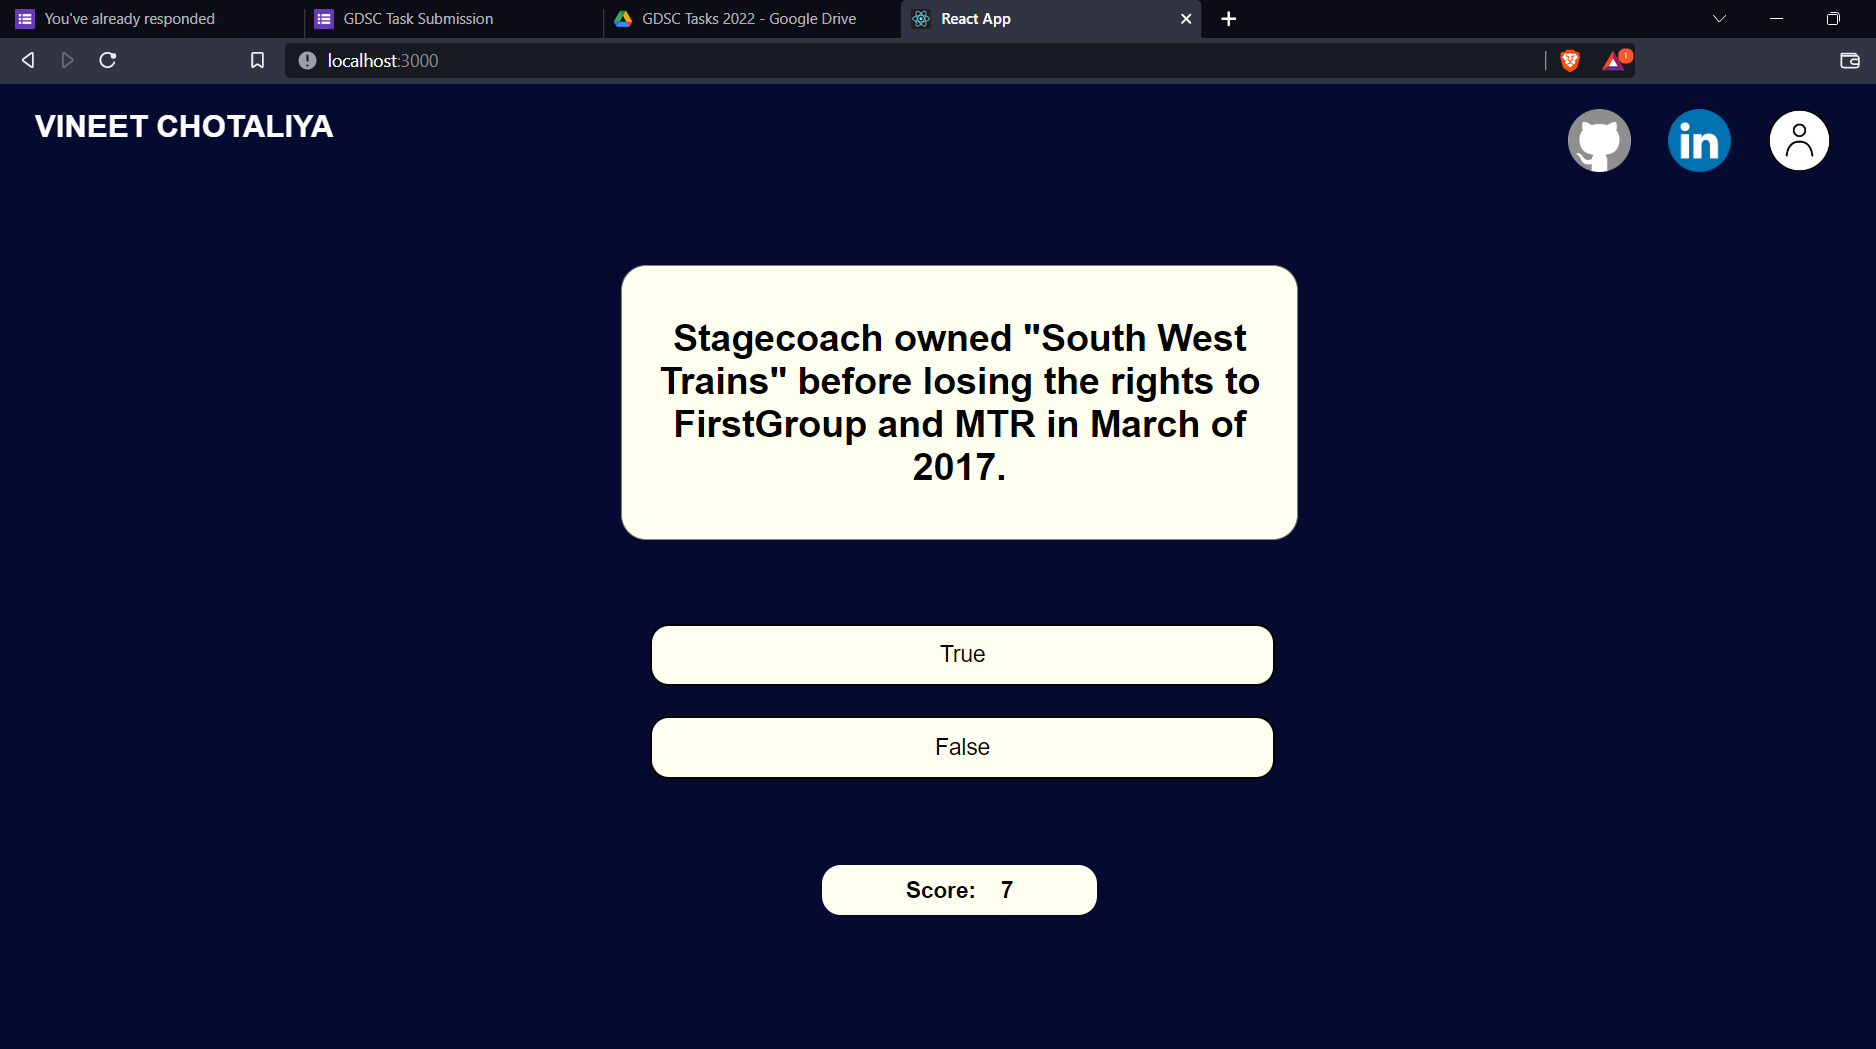 You've already responded
GDSC Task Submission
GDSC Tasks 2022 - Google Drive
React App
localhost:3000
1
VINEET CHOTALIYA
in
Stagecoach owned "South West
Trains" before losing the rights to
FirstGroup and MTR in March of
2017.
True
False
Score: 7